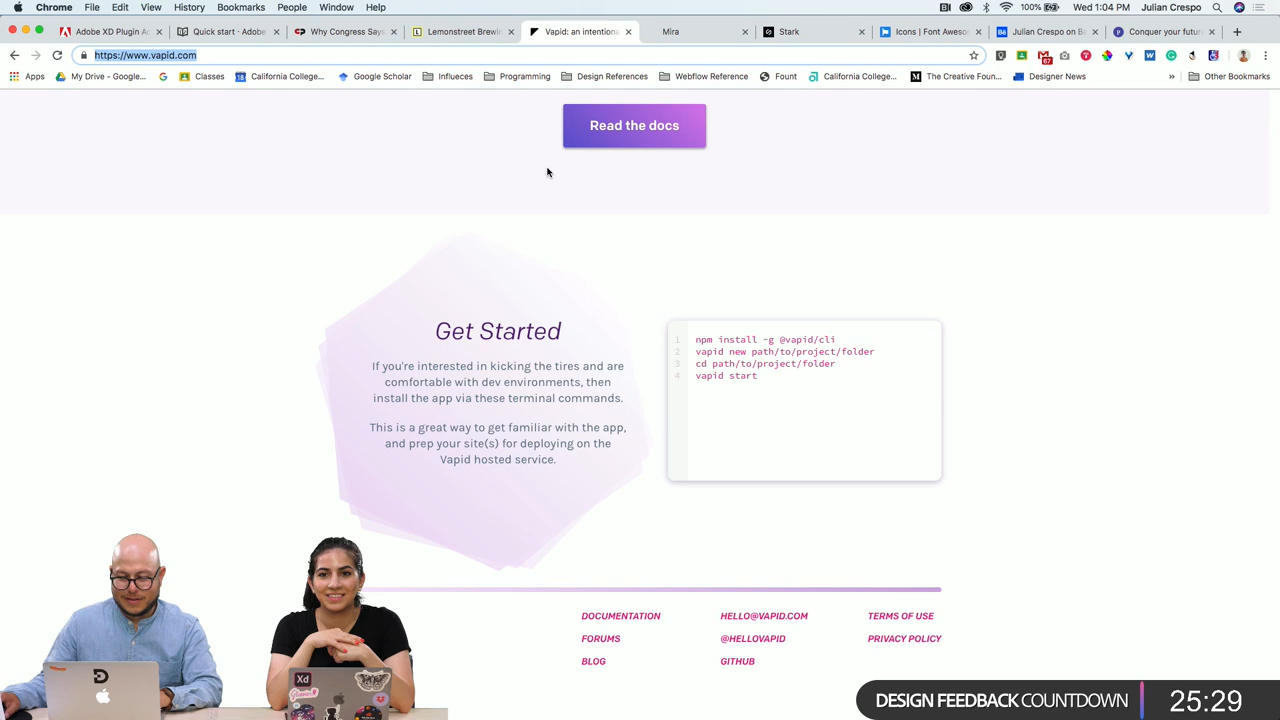 Chrome File Edit View History Bookmarks People Window Help
100% Wed 1:04 PM Julian Crespo
Adobe XD Plugin Ac
Quick start · Adobe
Why Congress Says
Lemonstreet Brewin
Vapid: an intentiona
Mira
Stark
Icons | Font Aweso
Julian Crespo on Be
Conquer your futur
https://www.vapid.com
67
Apps
My Drive - Google...
Classes
California College...
Google Scholar
Influeces
Programming
Design References
Webflow Reference
Fount
California College...
The Creative Foun...
Designer News
»
Other Bookmarks
Read the docs
Get Started
If you're interested in kicking the tires and are
comfortable with dev environments, then
install the app via these terminal commands.
This is a great way to get familiar with the app,
and prep your site(s) for deploying on the
Vapid hosted service.
1 npm install -g @vapid/cli
2 vapid new path/to/project/folder
3 cd path/to/project/folder
4 vapid start
DOCUMENTATION HELLO@VAPID.COM TERMS OF USE
FORUMS @HELLOVAPID PRIVACY POLICY
BLOG GITHUB
Xd
DESIGN FEEDBACK COUNTDOWN 25:29